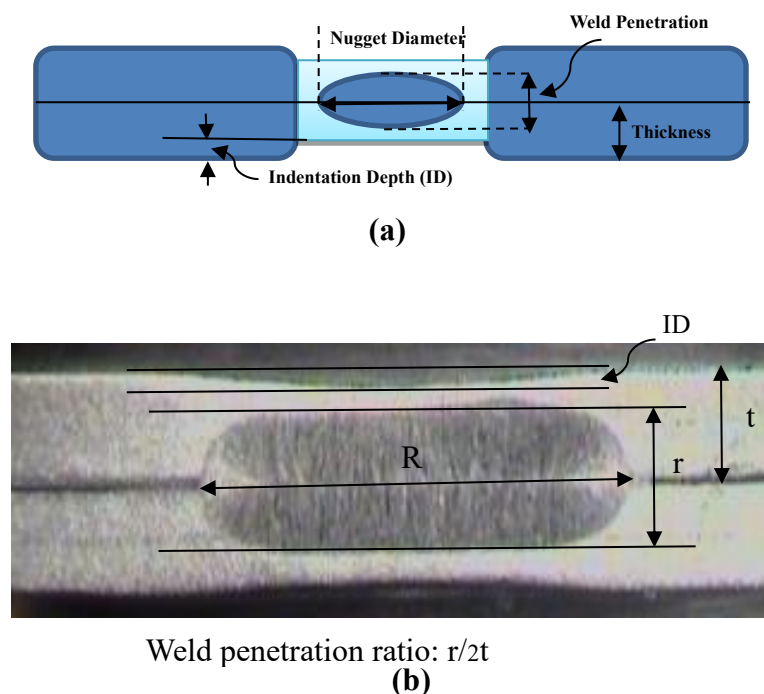 Weld Penetration
Nugget Diameter
Thickness
Indentation Depth (ID)
(a)
ID
t
R
r
Weld penetration ratio: r/2t
(b)